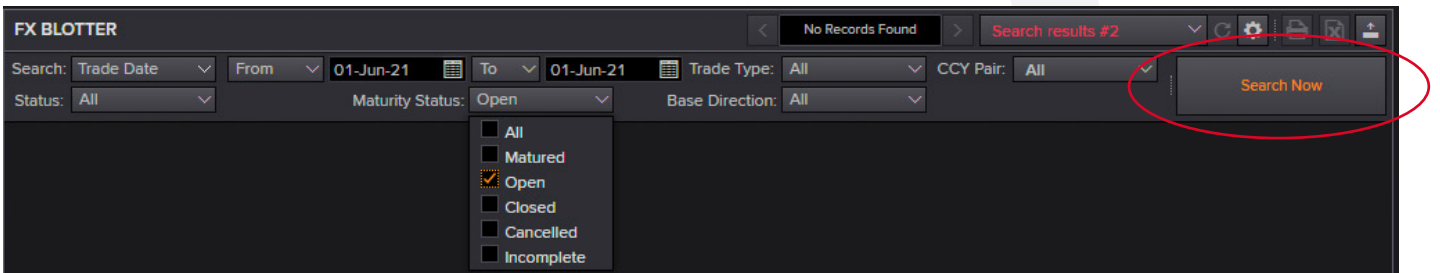 FX BLOTTER
No Records Found
Search results #2
Search: Trade Date From 01-Jun-21 To 01-Jun-21 Trade Type: All CCY Pair: All
Search Now
Status: All Maturity Status: Open Base Direction: All
All
Matured
Open
Closed
Cancelled
Incomplete